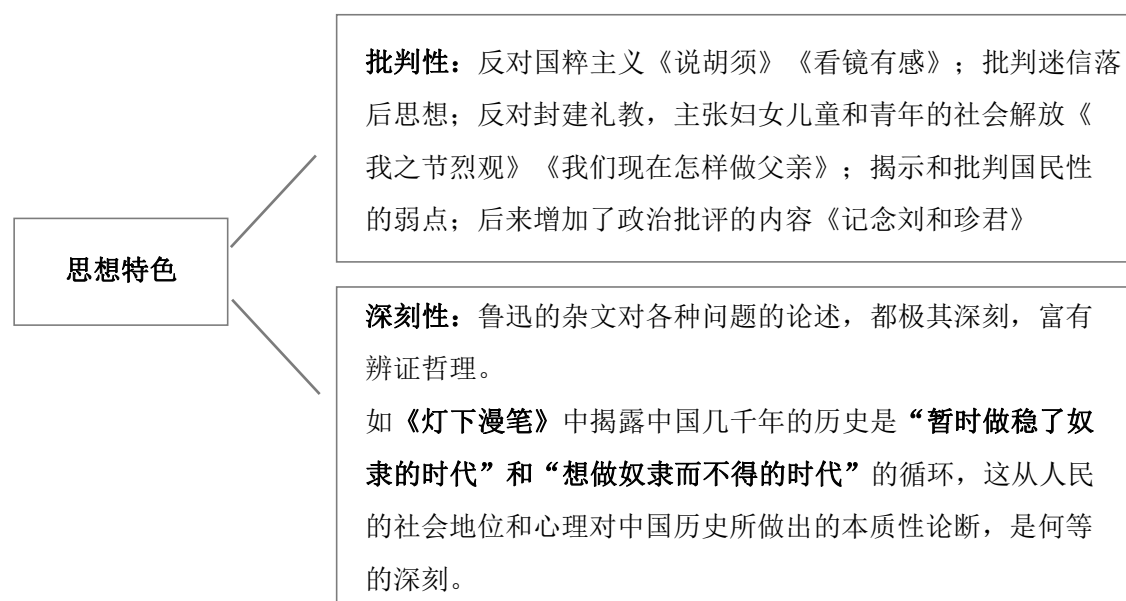 思想特色
批判性：反对国粹主义《说胡须》《看镜有感》；批判迷信落
后思想；反对封建礼教，主张妇女儿童和青年的社会解放《
我之节烈观》《我们现在怎样做父亲》；揭示和批判国民性
的弱点；后来增加了政治批评的内容《记念刘和珍君》
深刻性：鲁迅的杂文对各种问题的论述，都极其深刻，富有
辨证哲理。
如《灯下漫笔》中揭露中国几千年的历史是“暂时做稳了奴
隶的时代”和“想做奴隶而不得的时代”的循环，这从人民
的社会地位和心理对中国历史所做出的本质性论断，是何等
的深刻。